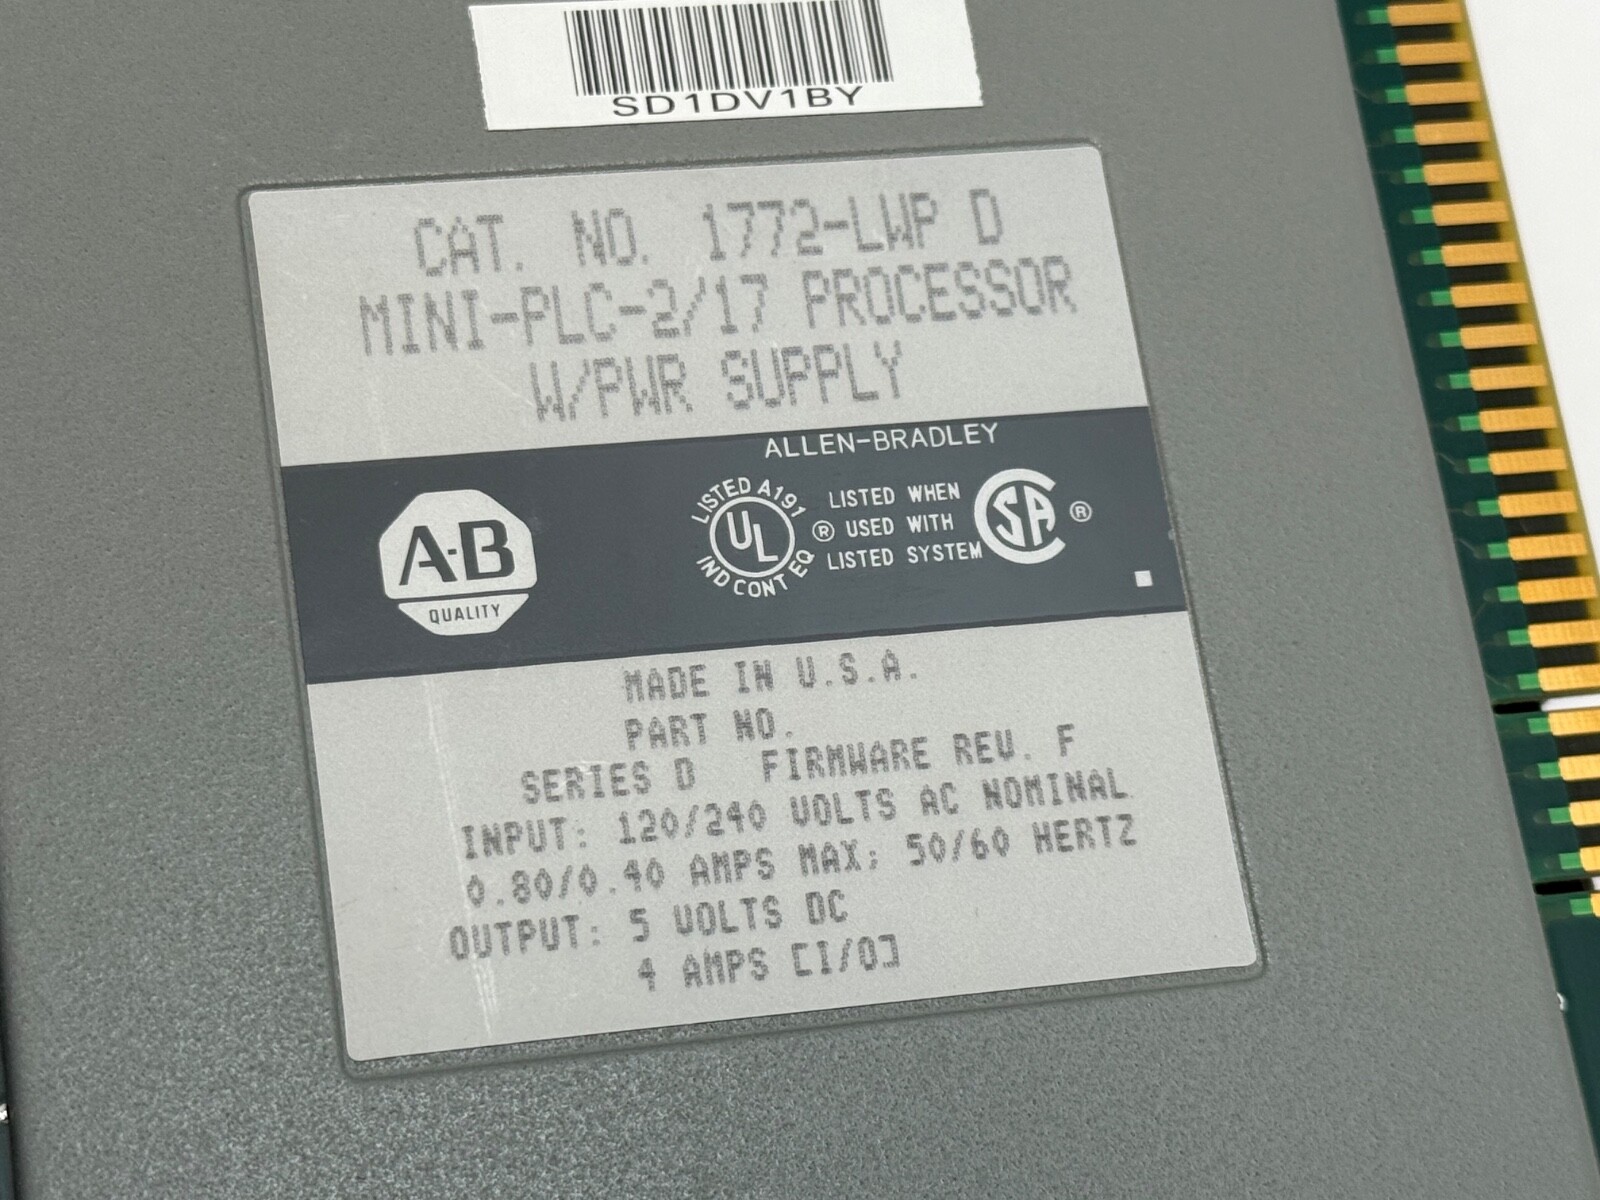 SD1DV1BY
CAT. NO. 1772-LWP D
MINI-PLC-2/17 PROCESSOR
W/PWR SUPPLY
ALLEN-BRADLEY
A-B
QUALITY
LISTED A191
UL
IND CONT EQ
®
LISTED WHEN
USED WITH
LISTED SYSTEM
CSA
®
MADE IN U.S.A.
PART NO.
SERIES D FIRMWARE REV. F
INPUT: 120/240 VOLTS AC NOMINAL
0.80/0.40 AMPS MAX; 50/60 HERTZ
OUTPUT: 5 VOLTS DC
4 AMPS [I/O]